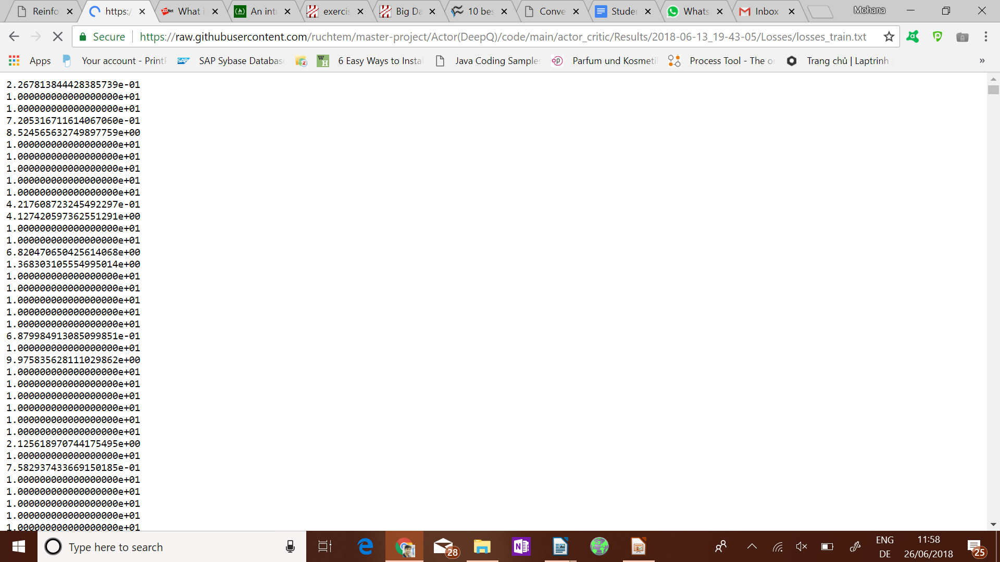 Reinfo
https:/
What i
An intr
exercis
Big Da
10 bes
Conve
Studen
Whats
Inbox
Mohana
Secure
https://raw.githubusercontent.com/ruchtem/master-project/Actor(DeepQ)/code/main/actor_critic/Results/2018-06-13_19-43-05/Losses/losses_train.txt
Apps
Your account - PrintF
SAP Sybase Databas
6 Easy Ways to Instal
Java Coding Samples
Parfum und Kosmeti
Process Tool - The o
Trang chủ | Laptrinh
»
2.267813844428385739e-01
1.000000000000000000e+01
1.000000000000000000e+01
7.205316711614067060e-01
8.524565632749897759e+00
1.000000000000000000e+01
1.000000000000000000e+01
1.000000000000000000e+01
1.000000000000000000e+01
1.000000000000000000e+01
4.217608723245492297e-01
4.127420597362551291e+00
1.000000000000000000e+01
1.000000000000000000e+01
6.820470650425614068e+00
1.368303105554995014e+00
1.000000000000000000e+01
1.000000000000000000e+01
1.000000000000000000e+01
1.000000000000000000e+01
1.000000000000000000e+01
6.879984913085099851e-01
1.000000000000000000e+01
9.975835628111029862e+00
1.000000000000000000e+01
1.000000000000000000e+01
1.000000000000000000e+01
1.000000000000000000e+01
1.000000000000000000e+01
1.000000000000000000e+01
2.125618970744175495e+00
1.000000000000000000e+01
7.582937433669150185e-01
1.000000000000000000e+01
1.000000000000000000e+01
1.000000000000000000e+01
1.000000000000000000e+01
1.000000000000000000e+01
Type here to search
28
ENG
DE
11:58
26/06/2018
25